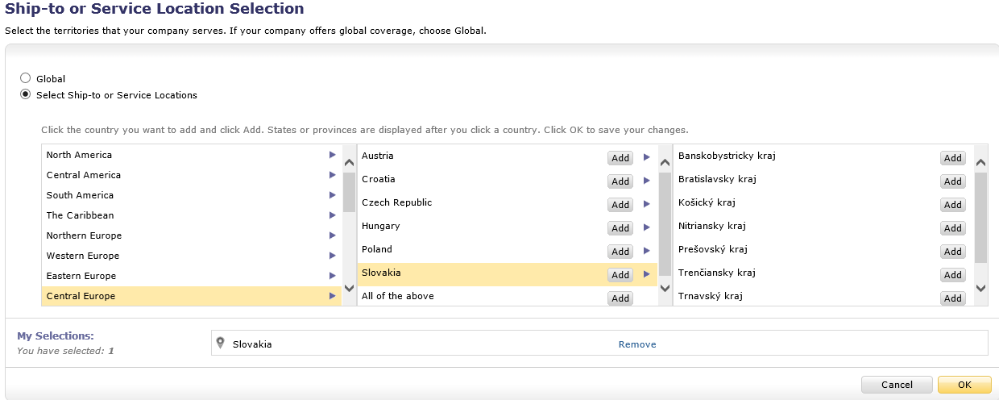 Ship-to or Service Location Selection
Select the territories that your company serves. If your company offers global coverage, choose Global.
Global
Select Ship-to or Service Locations
Click the country you want to add and click Add. States or provinces are displayed after you click a country. Click OK to save your changes.
North America
Central America
South America
The Caribbean
Northern Europe
Western Europe
Eastern Europe
Central Europe
Austria Add
Croatia Add
Czech Republic Add
Hungary Add
Poland Add
Slovakia Add
All of the above Add
Banskobystricky kraj Add
Bratislavsky kraj Add
Košický kraj Add
Nitriansky kraj Add
Prešovský kraj Add
Trenčiansky kraj Add
Trnavský kraj Add
My Selections:
You have selected: 1
Slovakia Remove
Cancel OK